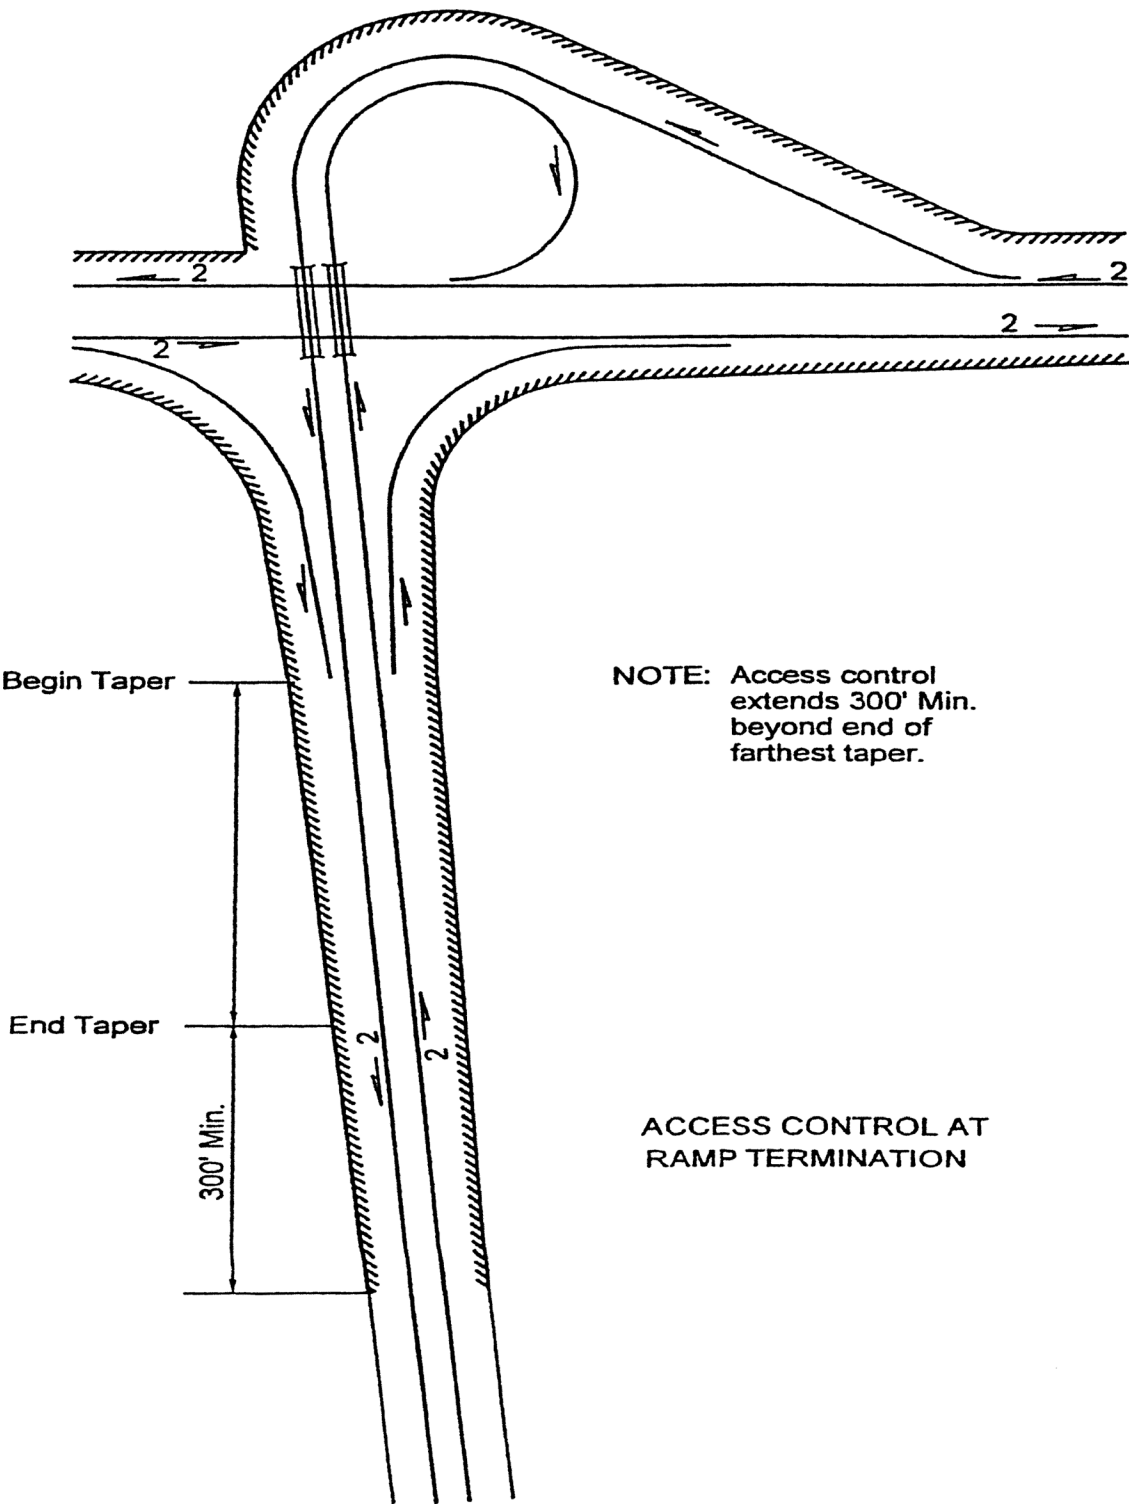 2
2
2
2
Begin Taper
NOTE: Access control
extends 300' Min.
beyond end of
farthest taper.
End Taper
2
2
300' Min.
ACCESS CONTROL AT
RAMP TERMINATION